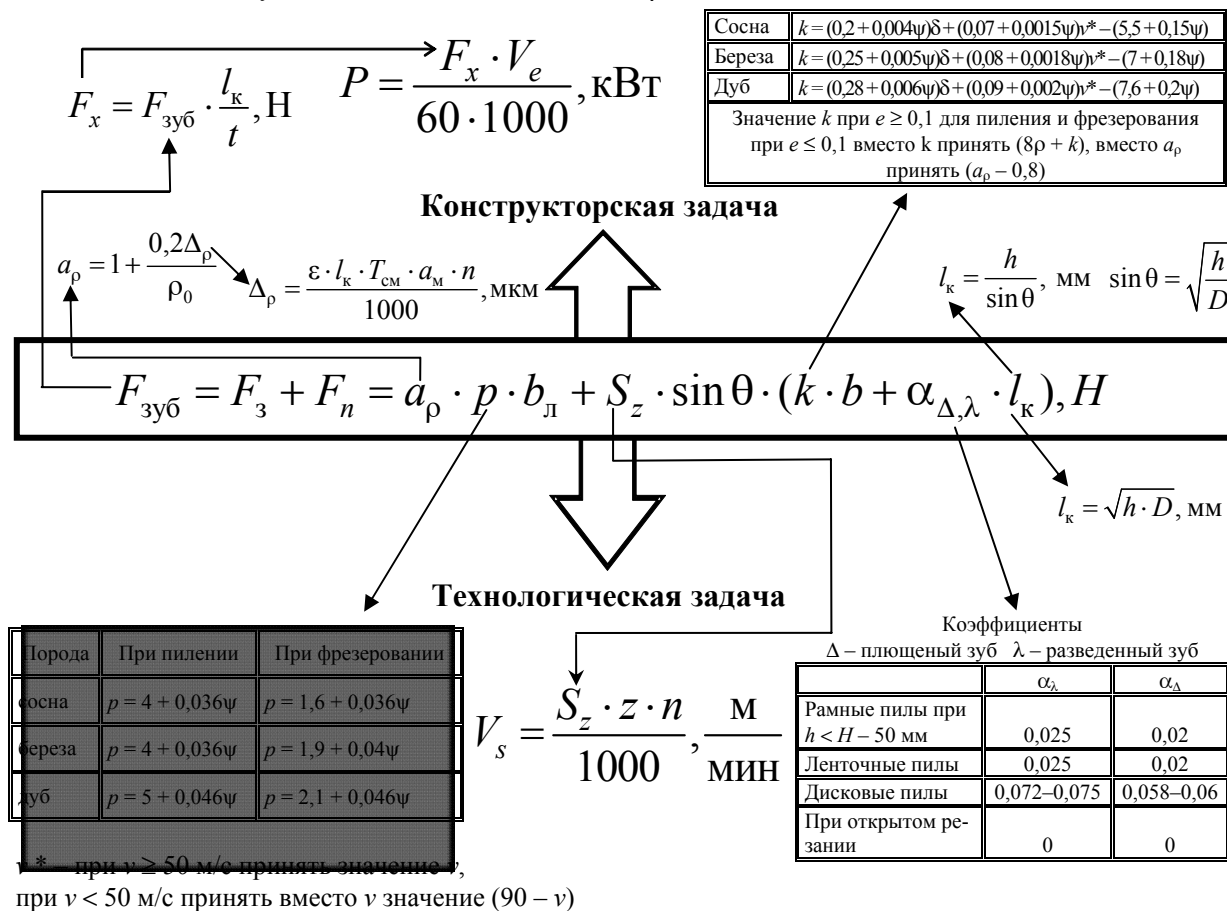 F_x = F_зуб · l_к / t, Н
P = F_x · V_e / (60 · 1000), кВт
Сосна k = (0,2 + 0,004ψ)δ + (0,07 + 0,0015ψ)v* – (5,5 + 0,15ψ)
Береза k = (0,25 + 0,005ψ)δ + (0,08 + 0,0018ψ)v* – (7 + 0,18ψ)
Дуб k = (0,28 + 0,006ψ)δ + (0,09 + 0,002ψ)v* – (7,6 + 0,2ψ)
Значение k при e ≥ 0,1 для пиления и фрезерования
при e ≤ 0,1 вместо k принять (8ρ + k), вместо a_ρ
принять (a_ρ – 0,8)
Конструкторская задача
a_ρ = 1 + 0,2Δ_ρ / ρ_0
Δ_ρ = ε · l_к · T_см · a_м · n / 1000, мкм
l_к = h / sin θ, мм sin θ = √(h / D
F_зуб = F_з + F_п = a_ρ · p · b_л + S_z · sin θ · (k · b + α_Δ,λ · l_к), Н
l_к = √(h · D), мм
Технологическая задача
Порода При пилении При фрезеровании
сосна p = 4 + 0,036ψ p = 1,6 + 0,036ψ
береза p = 4 + 0,036ψ p = 1,9 + 0,04ψ
дуб p = 5 + 0,046ψ p = 2,1 + 0,046ψ
v * – при v ≥ 50 м/с принять значение v,
при v < 50 м/с принять вместо v значение (90 – v)
V_s = S_z · z · n / 1000, м / мин
Коэффициенты
Δ – плющеный зуб λ – разведенный зуб
α_λ α_Δ
Рамные пилы при
h < H – 50 мм 0,025 0,02
Ленточные пилы 0,025 0,02
Дисковые пилы 0,072–0,075 0,058–0,06
При открытом ре-
зании 0 0